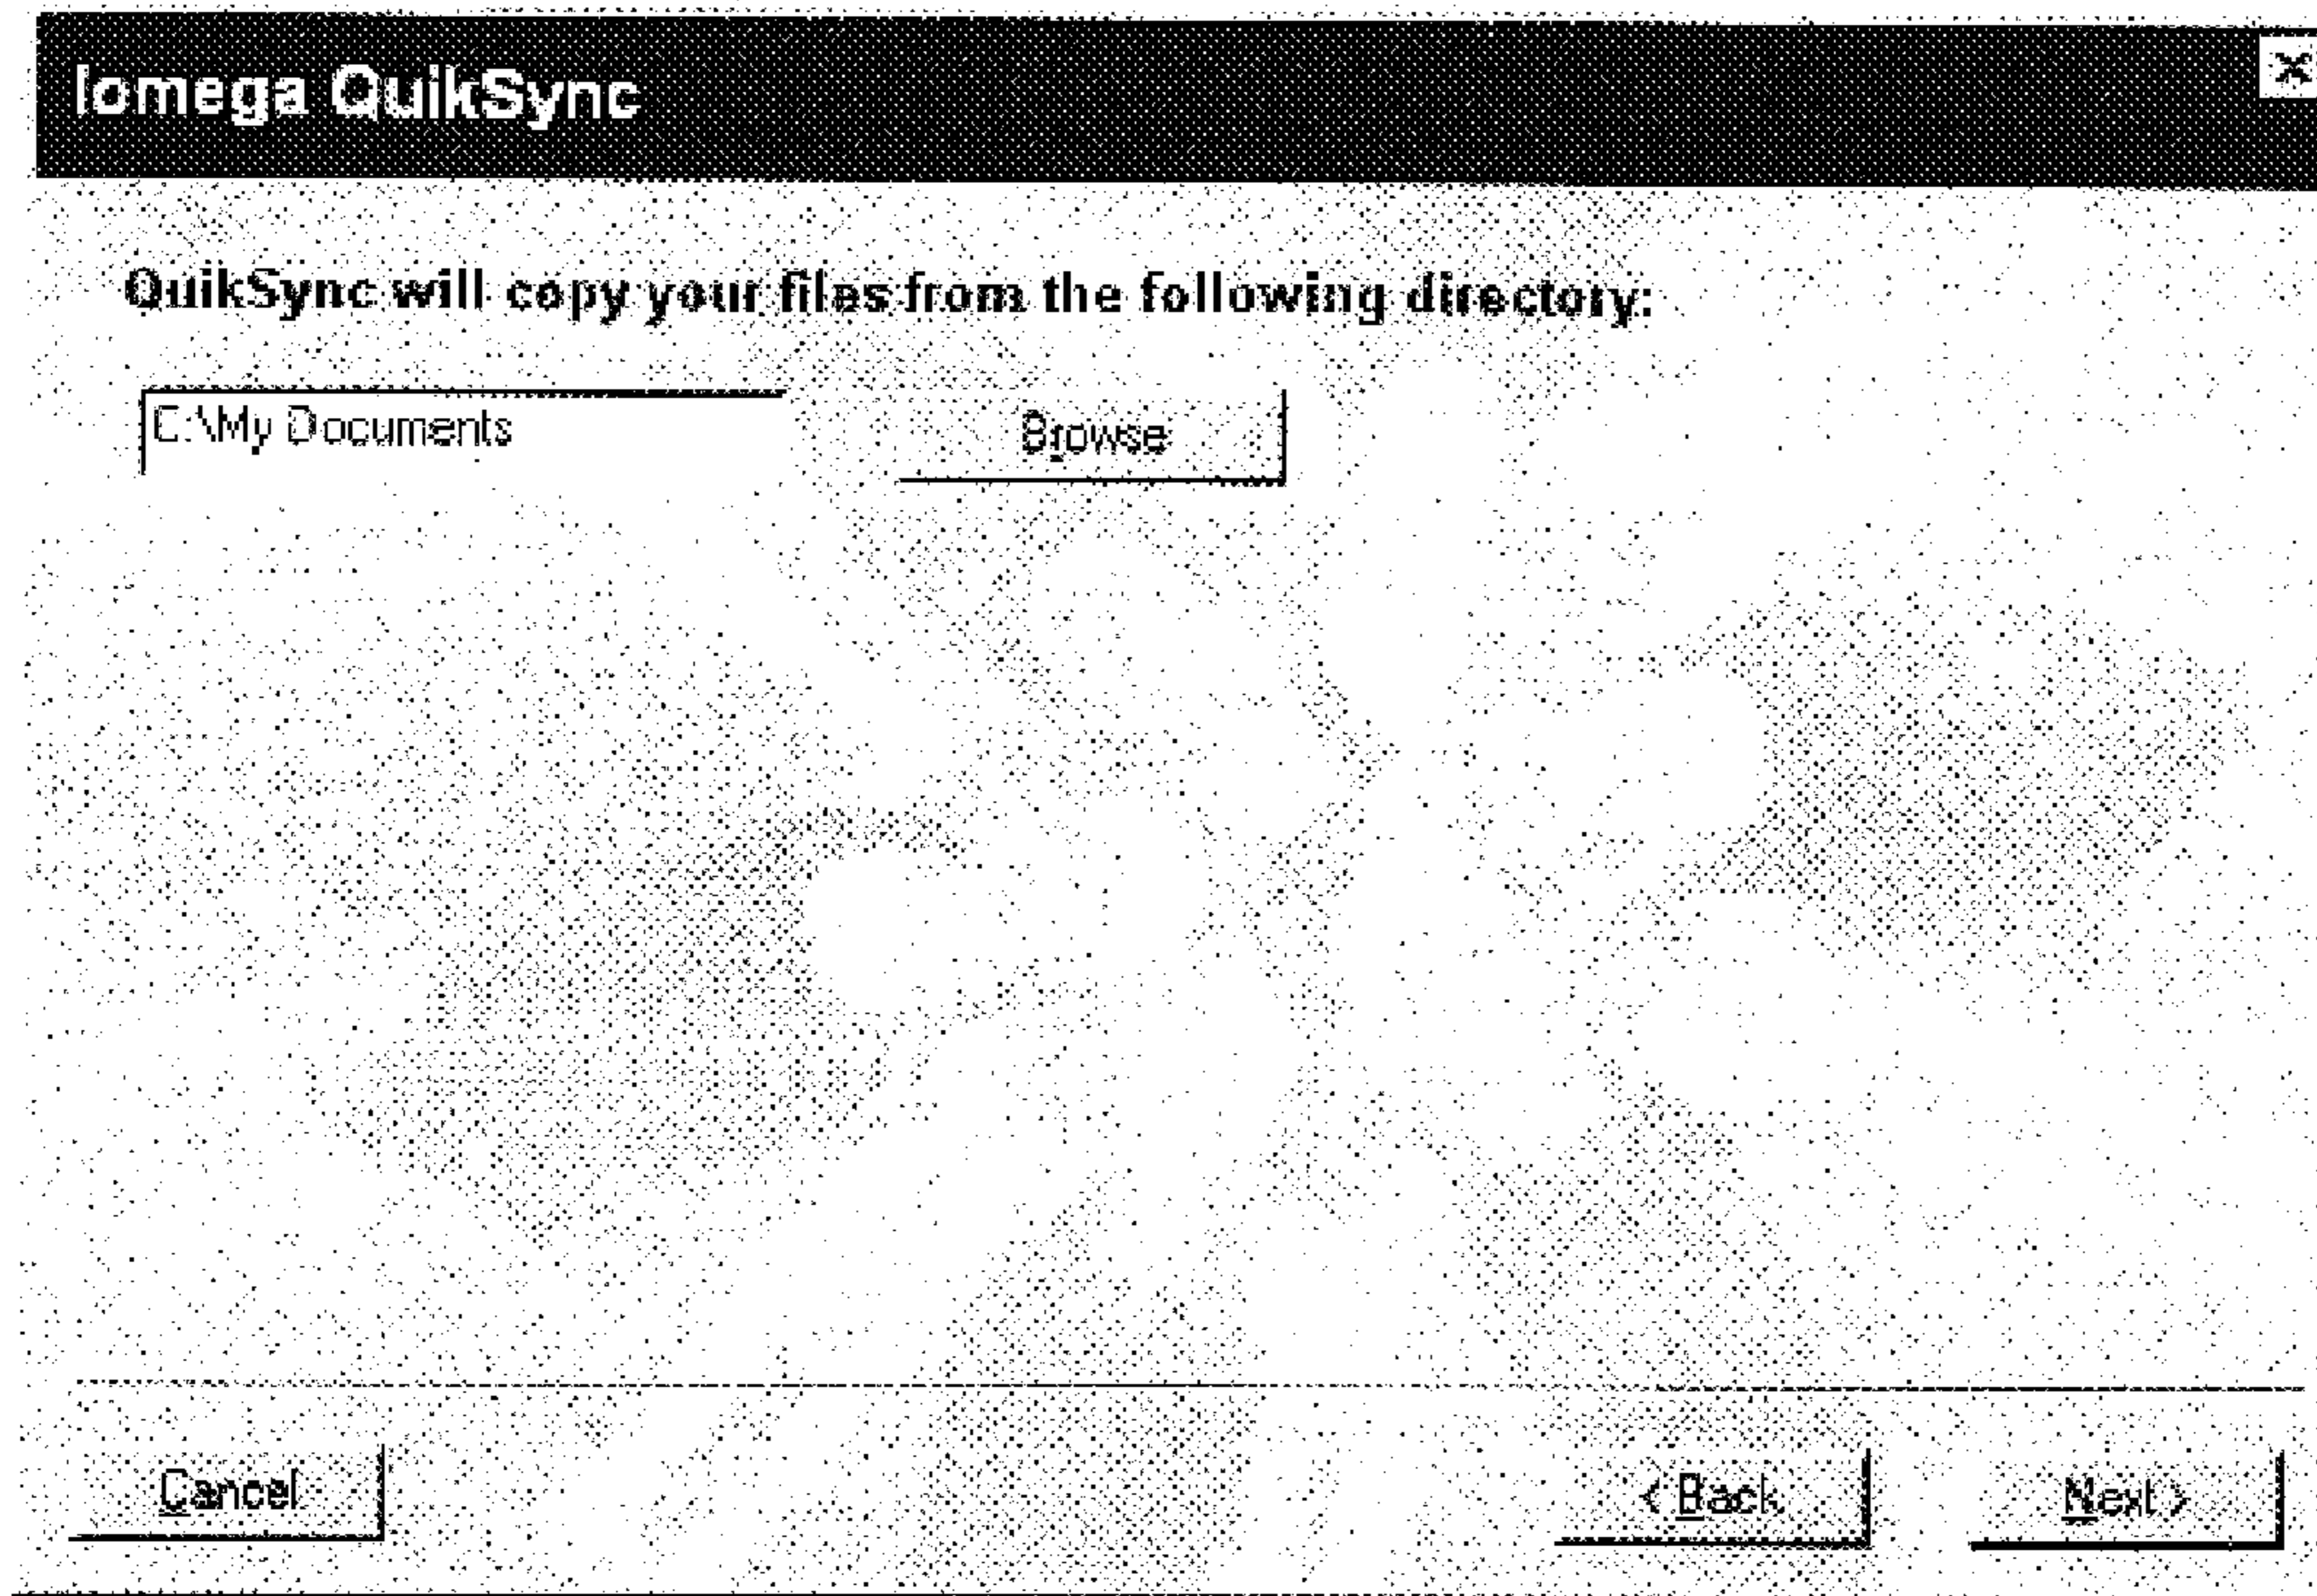 Iomega QuikSync
QuikSync will copy your files from the following directory:
C:\My Documents
Browse
Cancel
< Back
Next >